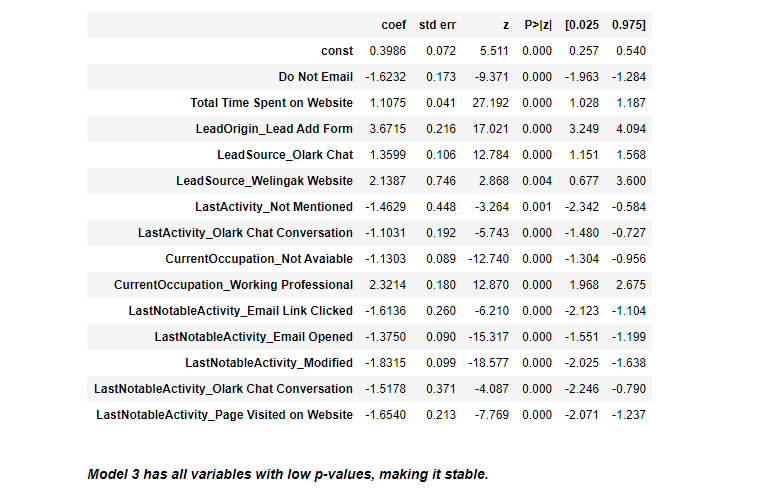 coef std err z P>|z| [0.025 0.975]
const 0.3986 0.072 5.511 0.000 0.257 0.540
Do Not Email -1.6232 0.173 -9.371 0.000 -1.963 -1.284
Total Time Spent on Website 1.1075 0.041 27.192 0.000 1.028 1.187
LeadOrigin_Lead Add Form 3.6715 0.216 17.021 0.000 3.249 4.094
LeadSource_Olark Chat 1.3599 0.106 12.784 0.000 1.151 1.568
LeadSource_Welingak Website 2.1387 0.746 2.868 0.004 0.677 3.600
LastActivity_Not Mentioned -1.4629 0.448 -3.264 0.001 -2.342 -0.584
LastActivity_Olark Chat Conversation -1.1031 0.192 -5.743 0.000 -1.480 -0.727
CurrentOccupation_Not Avaiable -1.1303 0.089 -12.740 0.000 -1.304 -0.956
CurrentOccupation_Working Professional 2.3214 0.180 12.870 0.000 1.968 2.675
LastNotableActivity_Email Link Clicked -1.6136 0.260 -6.210 0.000 -2.123 -1.104
LastNotableActivity_Email Opened -1.3750 0.090 -15.317 0.000 -1.551 -1.199
LastNotableActivity_Modified -1.8315 0.099 -18.577 0.000 -2.025 -1.638
LastNotableActivity_Olark Chat Conversation -1.5178 0.371 -4.087 0.000 -2.246 -0.790
LastNotableActivity_Page Visited on Website -1.6540 0.213 -7.769 0.000 -2.071 -1.237
Model 3 has all variables with low p-values, making it stable.